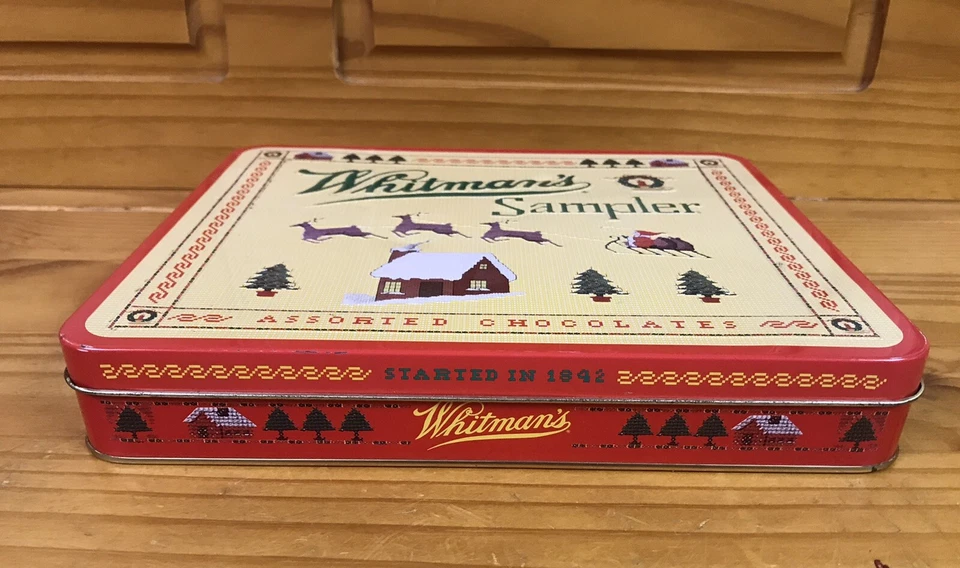 Whitman's
Sampler
ASSORTED CHOCOLATES
STARTED IN 1842
Whitman's